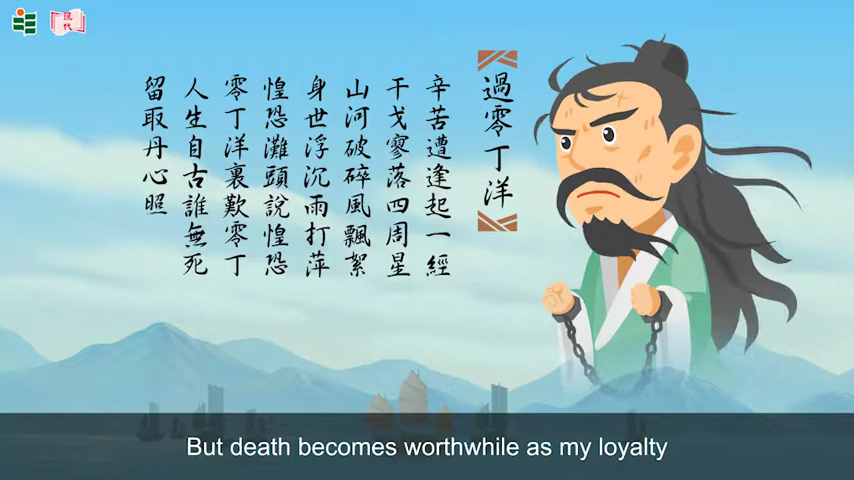 現代
過零丁洋
辛苦遭逢起一經
干戈寥落四周星
山河破碎風飄絮
身世浮沉雨打萍
惶恐灘頭說惶恐
零丁洋裏歎零丁
人生自古誰無死
留取丹心照
But death becomes worthwhile as my loyalty